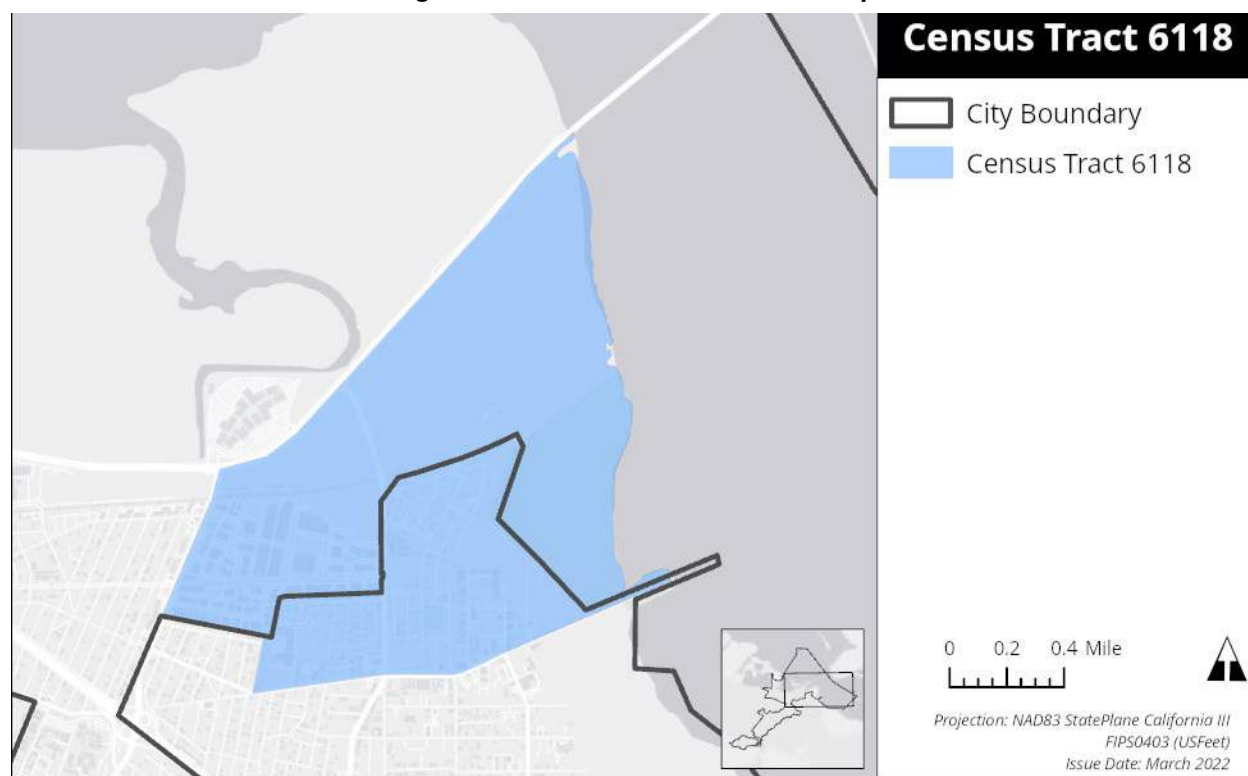 Census Tract 6118
City Boundary
Census Tract 6118
0 0.2 0.4 Mile
Projection: NAD83 StatePlane California III
FIPS0403 (USFeet)
Issue Date: March 2022